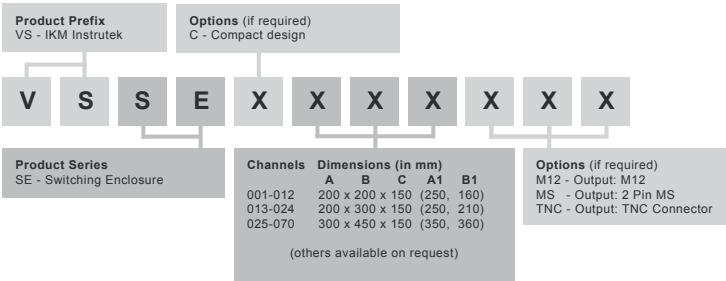 Product Prefix
VS - IKM Instrutek
Options (if required)
C - Compact design
V S S E X X X X X X X
Product Series
SE - Switching Enclosure
Channels Dimensions (in mm)
A B C A1 B1
001-012 200 x 200 x 150 (250, 160)
013-024 200 x 300 x 150 (250, 210)
025-070 300 x 450 x 150 (350, 360)
(others available on request)
Options (if required)
M12 - Output: M12
MS - Output: 2 Pin MS
TNC - Output: TNC Connector